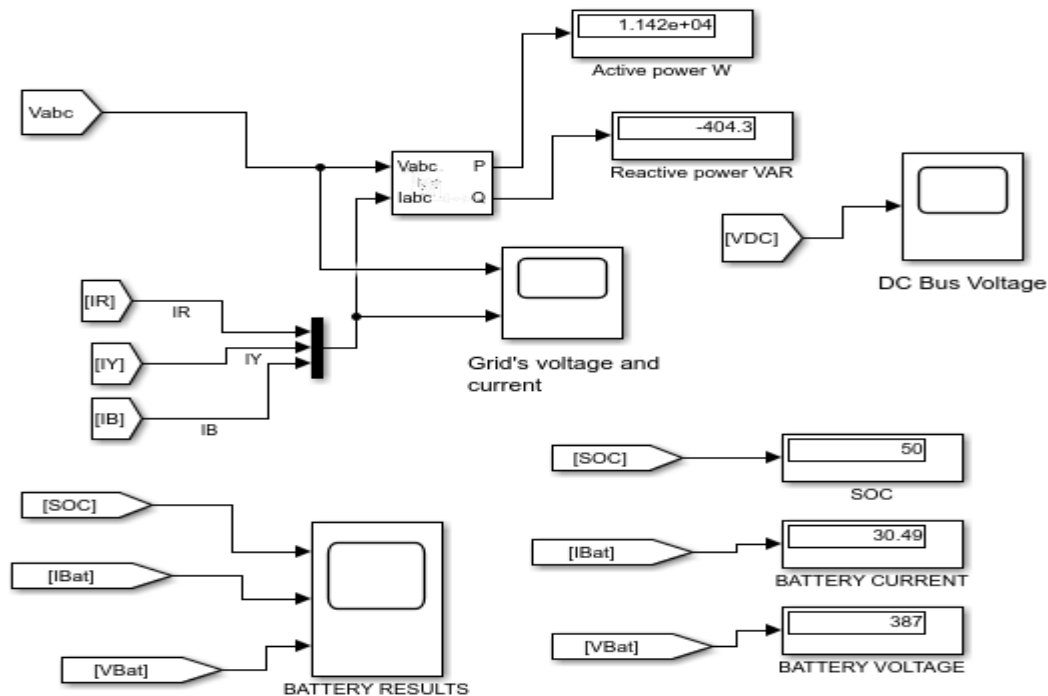 1.142e+04
Active power W
Vabc
-404.3
Reactive power VAR
Vabc P
Iabc Q
[VDC]
DC Bus Voltage
[IR]
IR
[IY]
IY
[IB]
IB
Grid's voltage and
current
[SOC]
50
SOC
[SOC]
[IBat]
30.49
BATTERY CURRENT
[IBat]
[VBat]
387
BATTERY VOLTAGE
[VBat]
BATTERY RESULTS